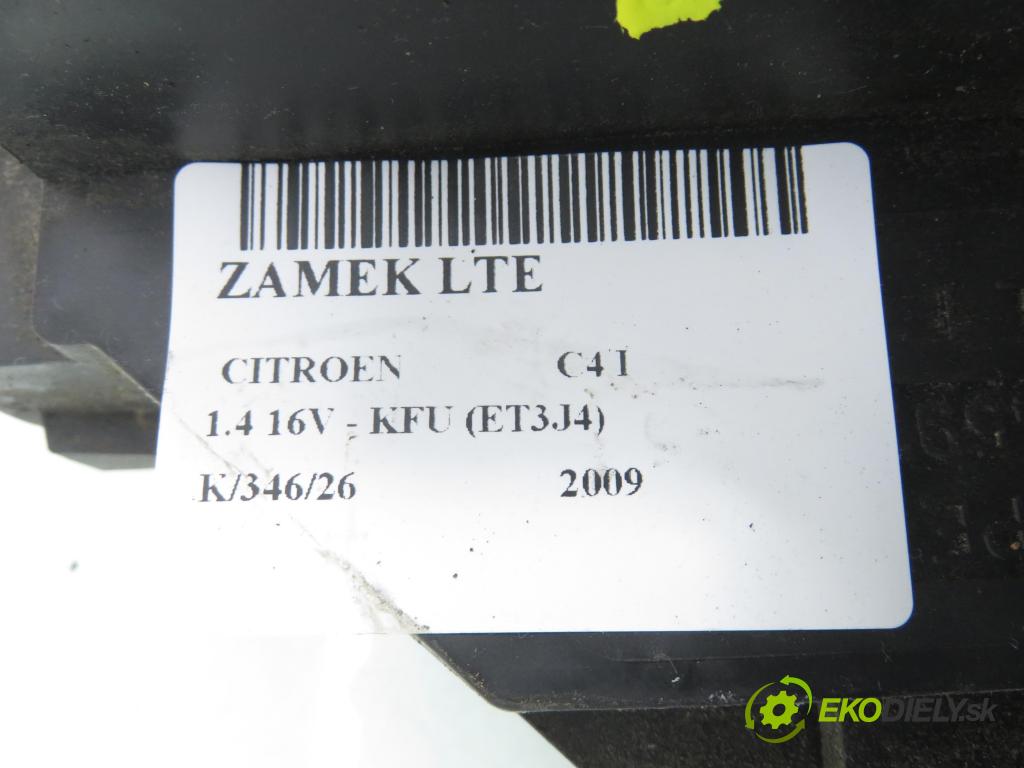 ZAMEK LTE
CITROEN C4 I
1.4 16V - KFU (ET3J4)
K/346/26 2009
EKODIELY.sk